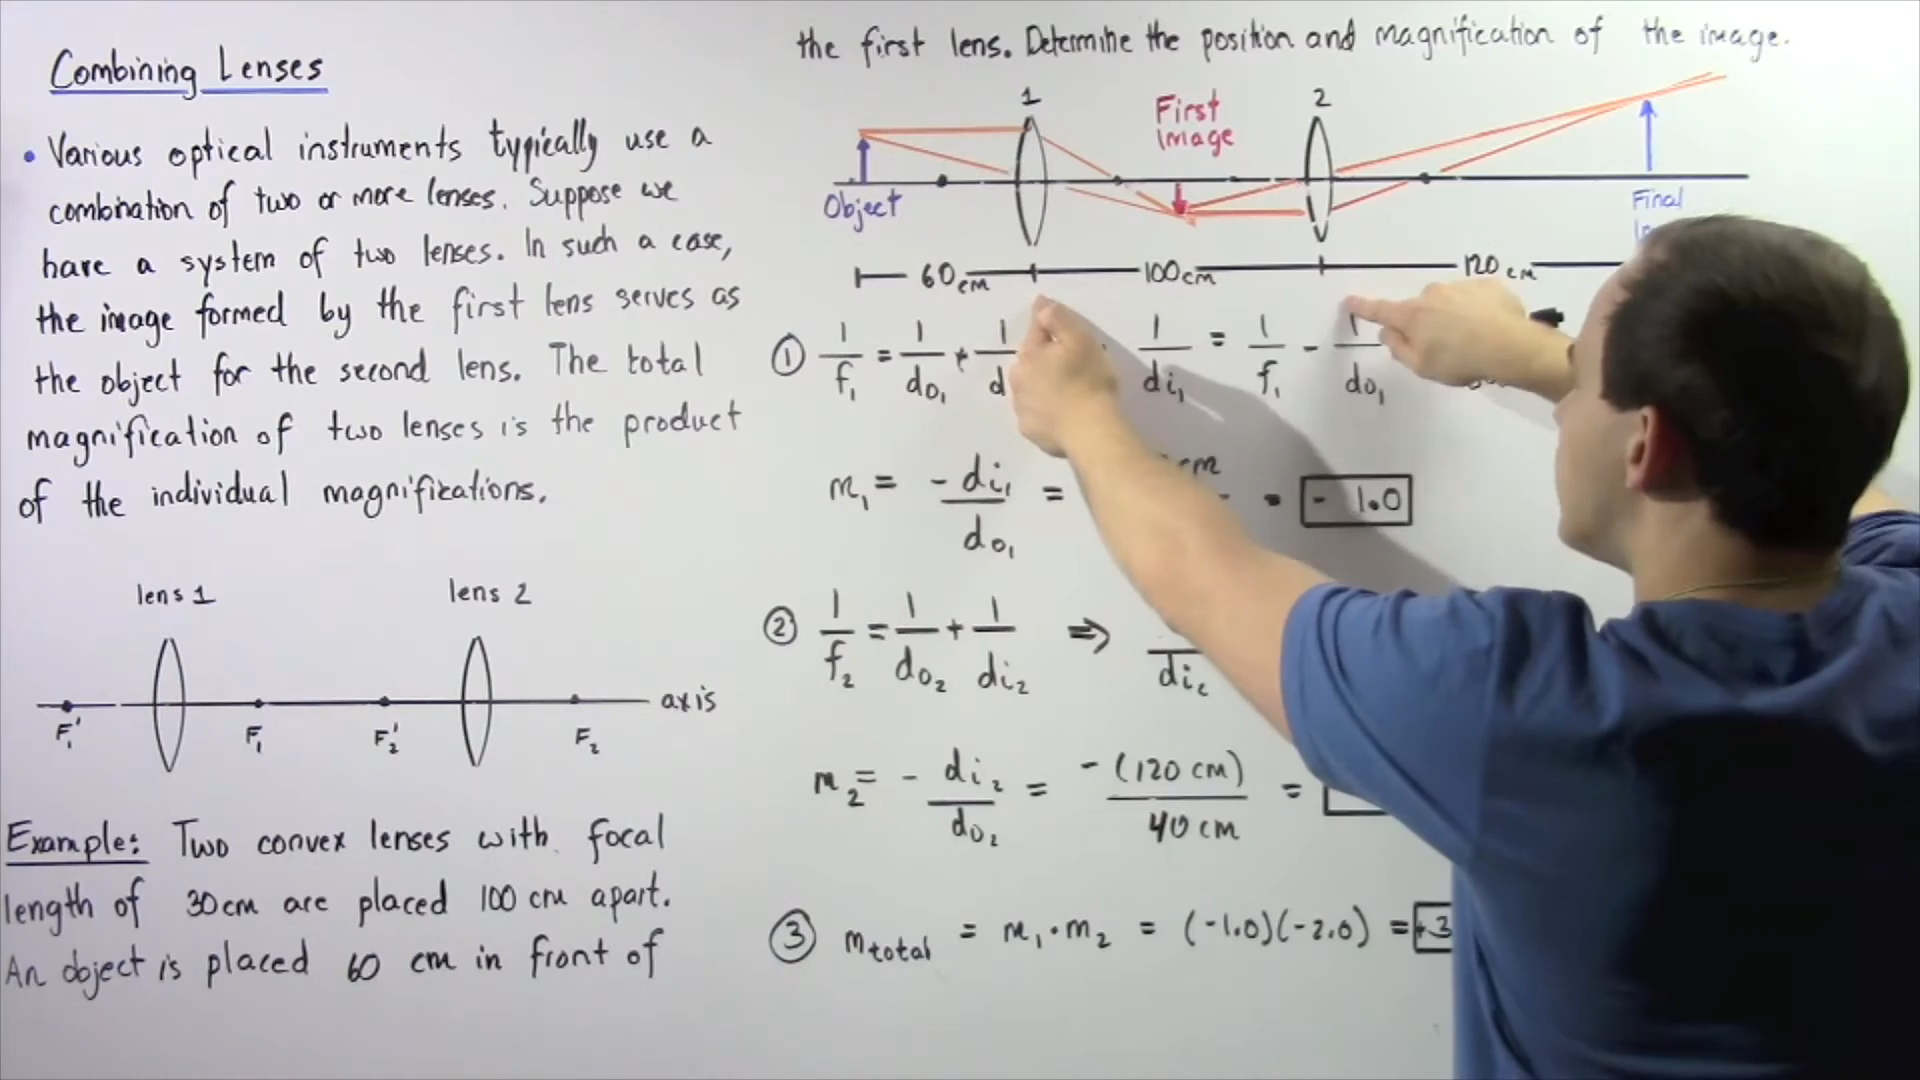 Combining Lenses
• Various optical instruments typically use a
combination of two or more lenses. Suppose we
have a system of two lenses. In such a case,
the image formed by the first lens serves as
the object for the second lens. The total
magnification of two lenses is the product
of the individual magnifications.
lens 1 lens 2
F₁' F₁ F₂' F₂ axis
Example: Two convex lenses with focal
length of 30cm are placed 100 cm apart.
An object is placed 60 cm in front of
the first lens. Determine the position and magnification of the image.
1 2
First
Image
Object
Final
60cm 100cm 120cm
① 1/f₁ = 1/do₁ + 1/d 1/di₁ = 1/f₁ - 1/do₁
m₁ = -di₁/do₁ = cm = - 1.0
② 1/f₂ = 1/do₂ + 1/di₂ ⇒ /di₂
m₂ = - di₂/do₂ = -(120 cm)/40 cm =
③ mtotal = m₁·m₂ = (-1.0)(-2.0) = +3